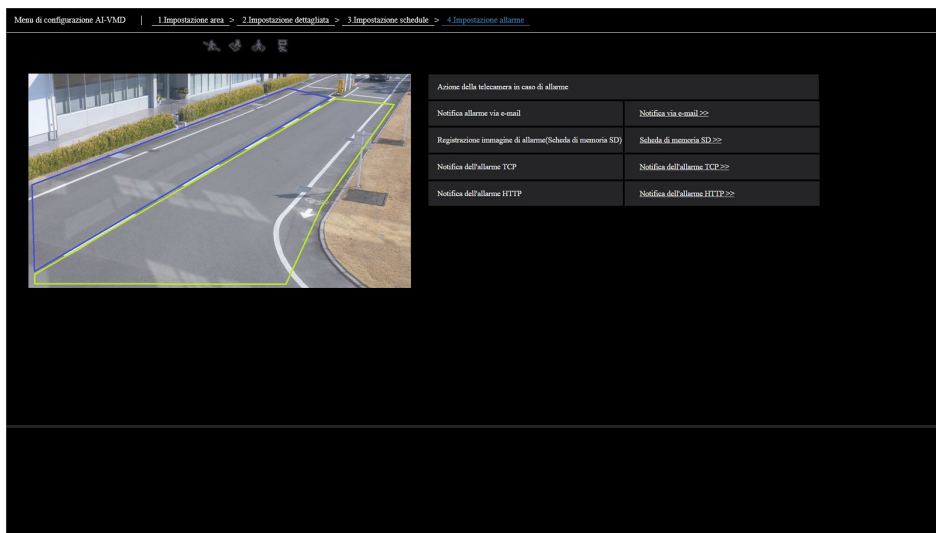 Menu di configurazione AI-VMD | 1.Impostazione area > 2.Impostazione dettagliata > 3.Impostazione schedule > 4.Impostazione allarme
Azione della telecamera in caso di allarme
Notifica allarme via e-mail Notifica via e-mail >>
Registrazione immagine di allarme(Scheda di memoria SD) Scheda di memoria SD >>
Notifica dell'allarme TCP Notifica dell'allarme TCP >>
Notifica dell'allarme HTTP Notifica dell'allarme HTTP >>